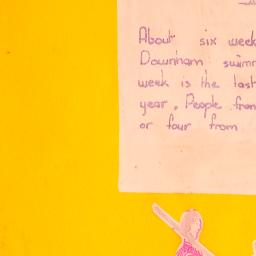 About six week
Downham swimm
week is the last
year. People from
or four from